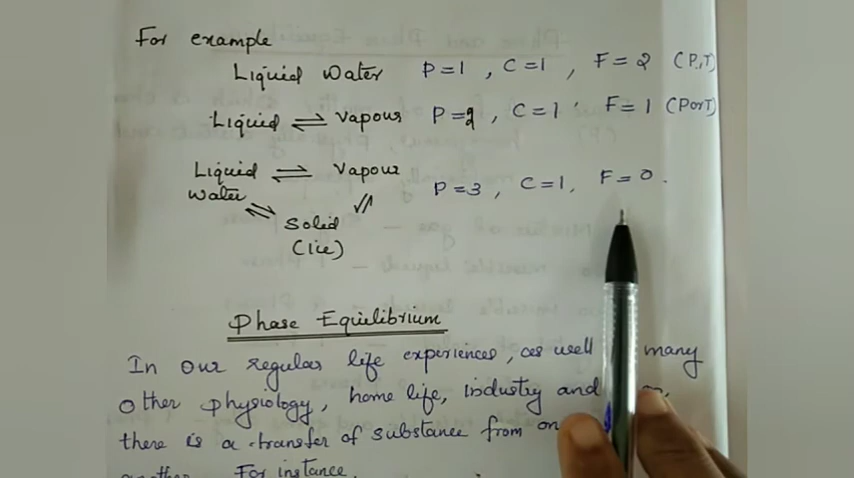 For example
Liquid Water P=1, C=1, F=2 (P,T)
Liquid ⇌ Vapour P=2, C=1, F=1 (P or T)
Liquid ⇌ Vapour
Water ⇌ ⇌ P=3, C=1, F=0.
Solid
(Ice)
Phase Equilibrium
In our regular life experiences, as well many
other physiology, home life, industry and
there is a transfer of substance from
another. For instance,